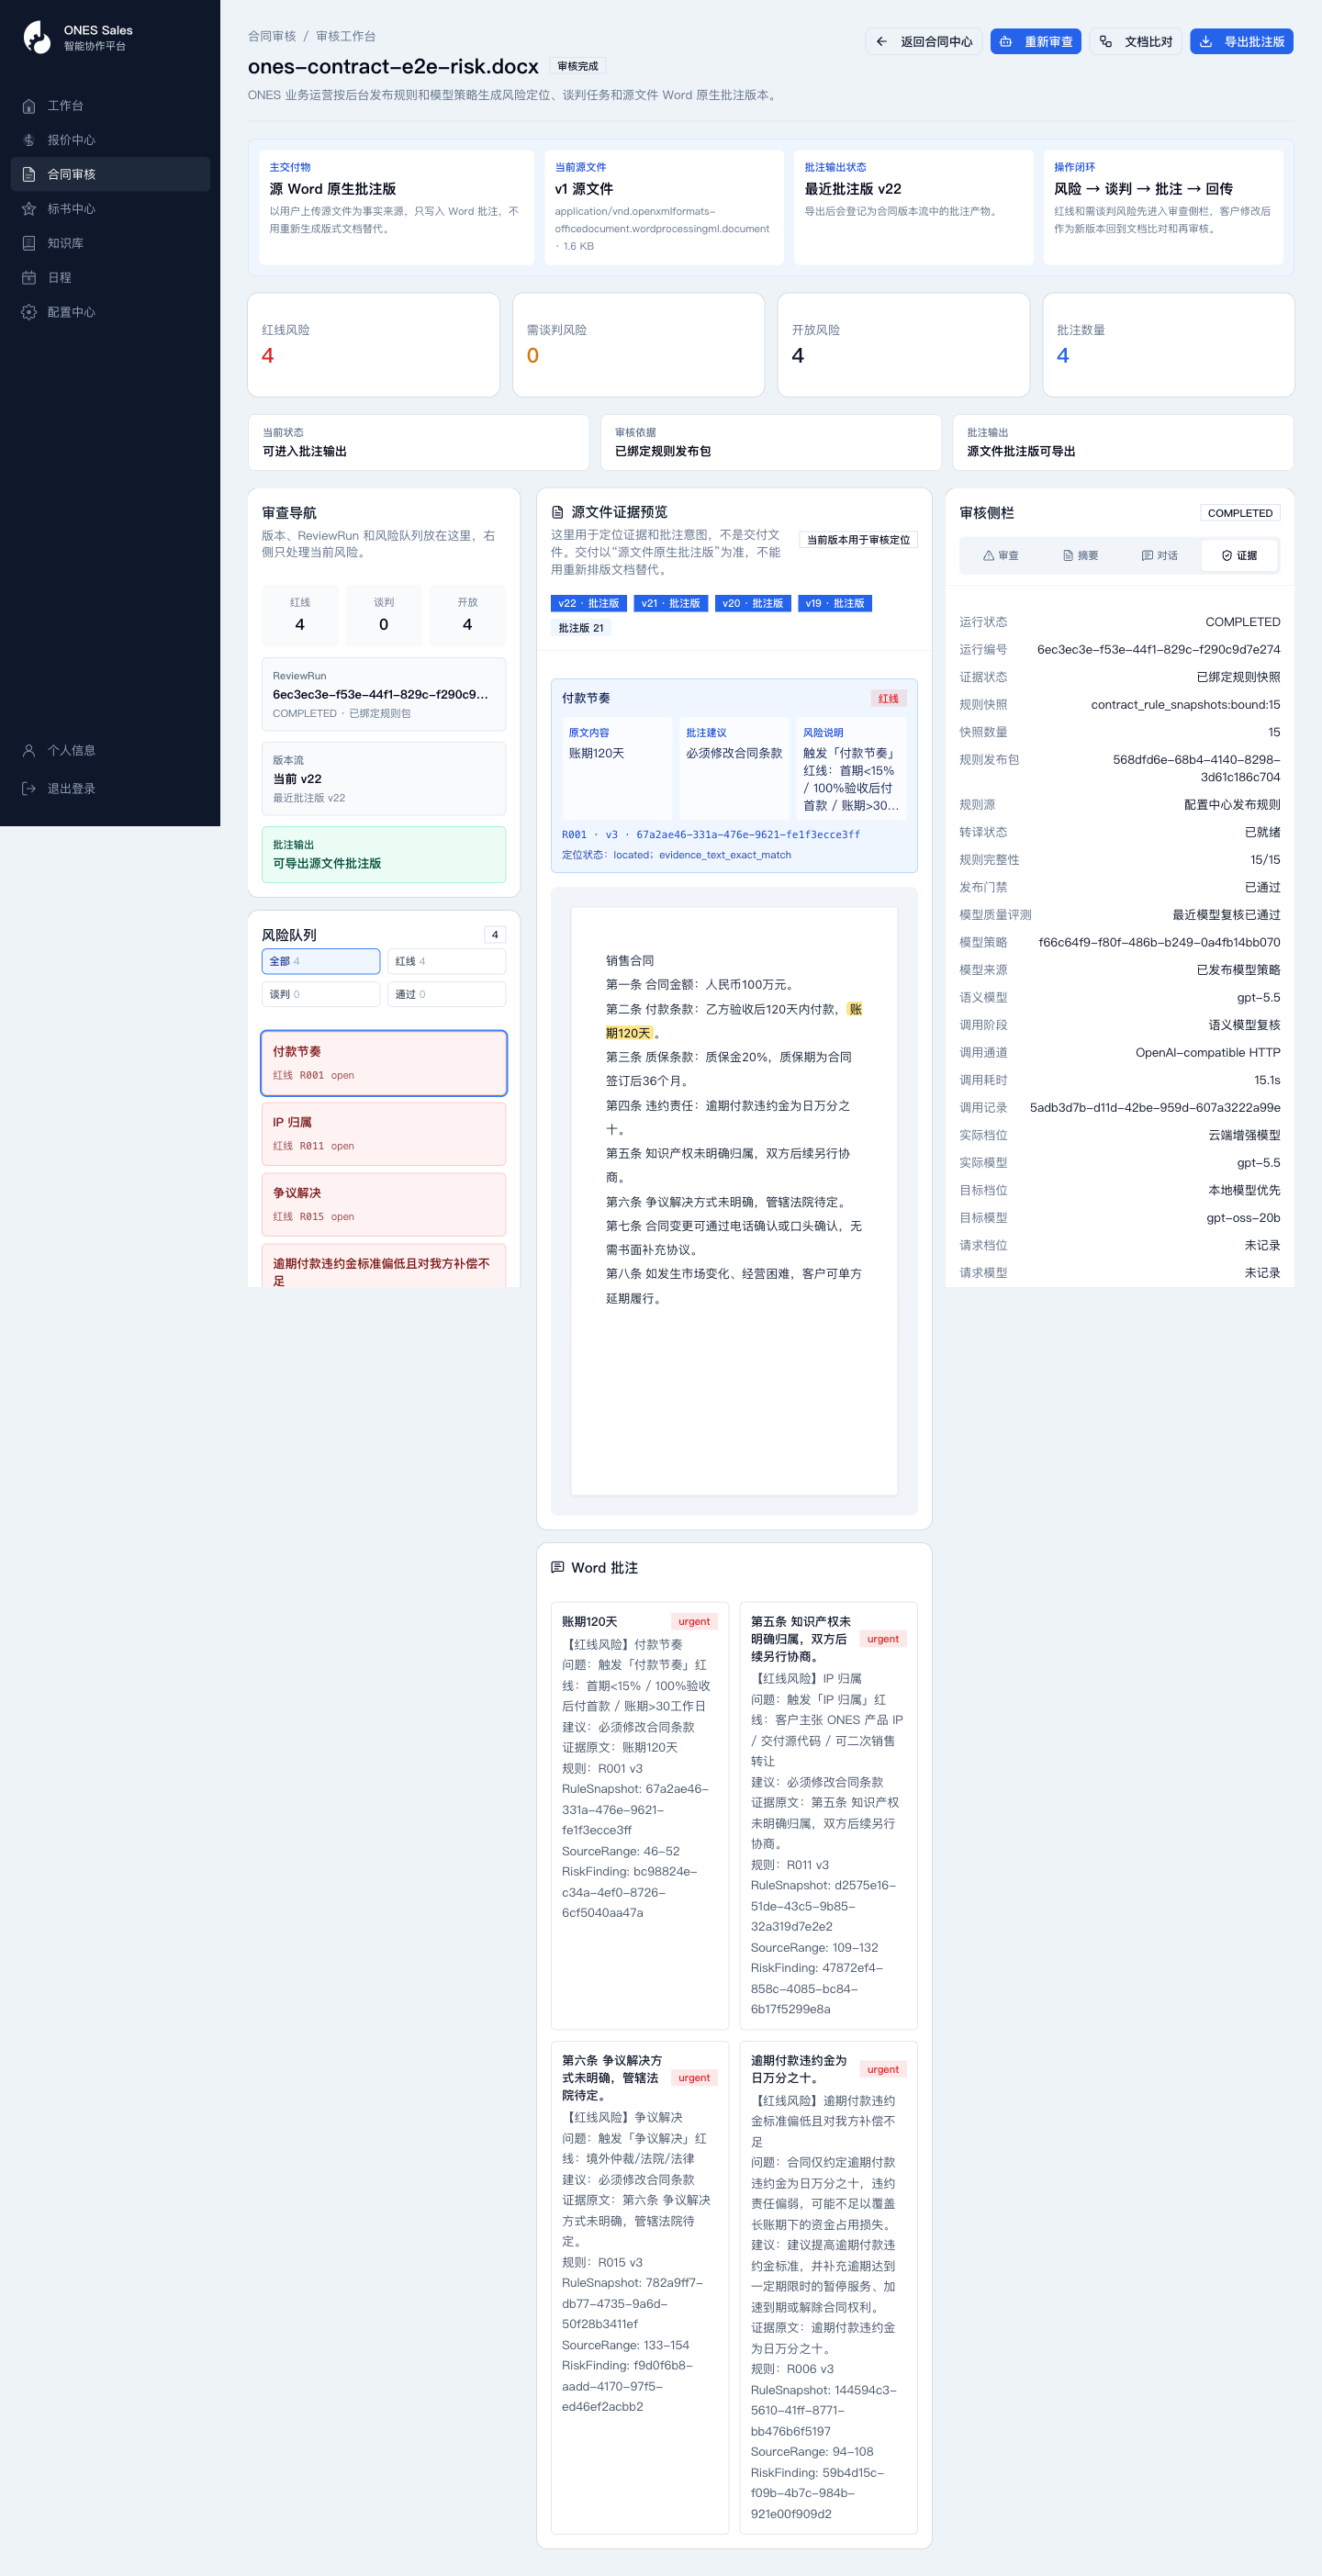 ONES Sales
智能协作平台
工作台
报价中心
合同审核
标书中心
知识库
日程
配置中心
个人信息
退出登录
合同审核 / 审核工作台
返回合同中心
重新审查
文档比对
导出批注版
ones-contract-e2e-risk.docx
审核完成
ONES 业务运营按后台发布规则和模型策略生成风险定位、谈判任务和源文件 Word 原生批注版本。
主交付物
源 Word 原生批注版
以用户上传源文件为事实来源，只写入 Word 批注，不
用重新生成版式文档替代。
当前源文件
v1 源文件
application/vnd.openxmlformats-
officedocument.wordprocessingml.document
· 1.6 KB
批注输出状态
最近批注版 v22
导出后会登记为合同版本流中的批注产物。
操作闭环
风险 → 谈判 → 批注 → 回传
红线和需谈判风险先进入审查侧栏，客户修改后
作为新版本回到文档比对和再审核。
红线风险
4
需谈判风险
0
开放风险
4
批注数量
4
当前状态
可进入批注输出
审核依据
已绑定规则发布包
批注输出
源文件批注版可导出
审查导航
版本、ReviewRun 和风险队列放在这里，右
侧只处理当前风险。
红线
4
谈判
0
开放
4
ReviewRun
6ec3ec3e-f53e-44f1-829c-f290c9...
COMPLETED · 已绑定规则包
版本流
当前 v22
最近批注版 v22
批注输出
可导出源文件批注版
风险队列
4
全部 4
红线 4
谈判 0
通过 0
付款节奏
红线 R001 open
IP 归属
红线 R011 open
争议解决
红线 R015 open
逾期付款违约金标准偏低且对我方补偿不
足
源文件证据预览
这里用于定位证据和批注意图，不是交付文
件。交付以“源文件原生批注版”为准，不能
用重新排版文档替代。
当前版本用于审核定位
v22 · 批注版
v21 · 批注版
v20 · 批注版
v19 · 批注版
批注版 21
付款节奏
红线
原文内容
账期120天
批注建议
必须修改合同条款
风险说明
触发「付款节奏」
红线：首期<15%
/ 100%验收后付
首款 / 账期>30...
R001 · v3 · 67a2ae46-331a-476e-9621-fe1f3ecce3ff
定位状态：located；evidence_text_exact_match
销售合同
第一条 合同金额：人民币100万元。
第二条 付款条款：乙方验收后120天内付款，账
期120天。
第三条 质保条款：质保金20%，质保期为合同
签订后36个月。
第四条 违约责任：逾期付款违约金为日万分之
十。
第五条 知识产权未明确归属，双方后续另行协
商。
第六条 争议解决方式未明确，管辖法院待定。
第七条 合同变更可通过电话确认或口头确认，无
需书面补充协议。
第八条 如发生市场变化、经营困难，客户可单方
延期履行。
Word 批注
账期120天
urgent
【红线风险】付款节奏
问题：触发「付款节奏」红
线：首期<15% / 100%验收
后付首款 / 账期>30工作日
建议：必须修改合同条款
证据原文：账期120天
规则：R001 v3
RuleSnapshot: 67a2ae46-
331a-476e-9621-
fe1f3ecce3ff
SourceRange: 46-52
RiskFinding: bc98824e-
c34a-4ef0-8726-
6cf5040aa47a
第五条 知识产权未
明确归属，双方后
续另行协商。
urgent
【红线风险】IP 归属
问题：触发「IP 归属」红
线：客户主张 ONES 产品 IP
/ 交付源代码 / 可二次销售
转让
建议：必须修改合同条款
证据原文：第五条 知识产权
未明确归属，双方后续另行
协商。
规则：R011 v3
RuleSnapshot: d2575e16-
51de-43c5-9b85-
32a319d7e2e2
SourceRange: 109-132
RiskFinding: 47872ef4-
858c-4085-bc84-
6b17f5299e8a
第六条 争议解决方
式未明确，管辖法
院待定。
urgent
【红线风险】争议解决
问题：触发「争议解决」红
线：境外仲裁/法院/法律
建议：必须修改合同条款
证据原文：第六条 争议解决
方式未明确，管辖法院待
定。
规则：R015 v3
RuleSnapshot: 782a9ff7-
db77-4735-9a6d-
50f28b3411ef
SourceRange: 133-154
RiskFinding: f9d0f6b8-
aadd-4170-97f5-
ed46ef2acbb2
逾期付款违约金为
日万分之十。
urgent
【红线风险】逾期付款违约
金标准偏低且对我方补偿不
足
问题：合同仅约定逾期付款
违约金为日万分之十，违约
责任偏弱，可能不足以覆盖
长账期下的资金占用损失。
建议：建议提高逾期付款违
约金标准，并补充逾期达到
一定期限时的暂停服务、加
速到期或解除合同权利。
证据原文：逾期付款违约金
为日万分之十。
规则：R006 v3
RuleSnapshot: 144594c3-
5610-41ff-8771-
bb476b6f5197
SourceRange: 94-108
RiskFinding: 59b4d15c-
f09b-4b7c-984b-
921e00f909d2
审核侧栏
COMPLETED
审查
摘要
对话
证据
运行状态 COMPLETED
运行编号 6ec3ec3e-f53e-44f1-829c-f290c9d7e274
证据状态 已绑定规则快照
规则快照 contract_rule_snapshots:bound:15
快照数量 15
规则发布包 568dfd6e-68b4-4140-8298-
3d61c186c704
规则源 配置中心发布规则
转译状态 已就绪
规则完整性 15/15
发布门禁 已通过
模型质量评测 最近模型复核已通过
模型策略 f66c64f9-f80f-486b-b249-0a4fb14bb070
模型来源 已发布模型策略
语义模型 gpt-5.5
调用阶段 语义模型复核
调用通道 OpenAI-compatible HTTP
调用耗时 15.1s
调用记录 5adb3d7b-d11d-42be-959d-607a3222a99e
实际档位 云端增强模型
实际模型 gpt-5.5
目标档位 本地模型优先
目标模型 gpt-oss-20b
请求档位 未记录
请求模型 未记录